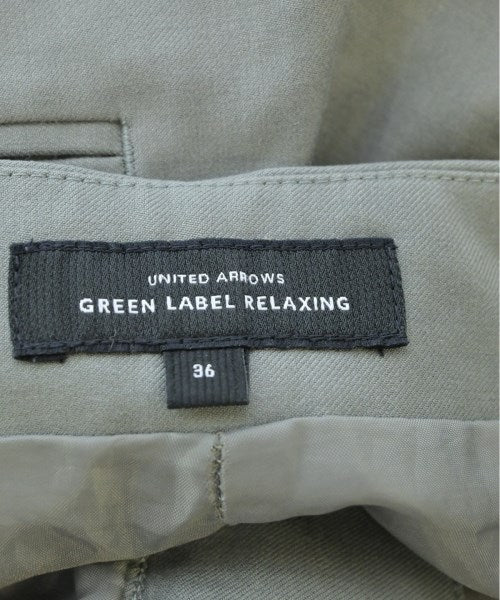 UNITED ARROWS
GREEN LABEL RELAXING
36